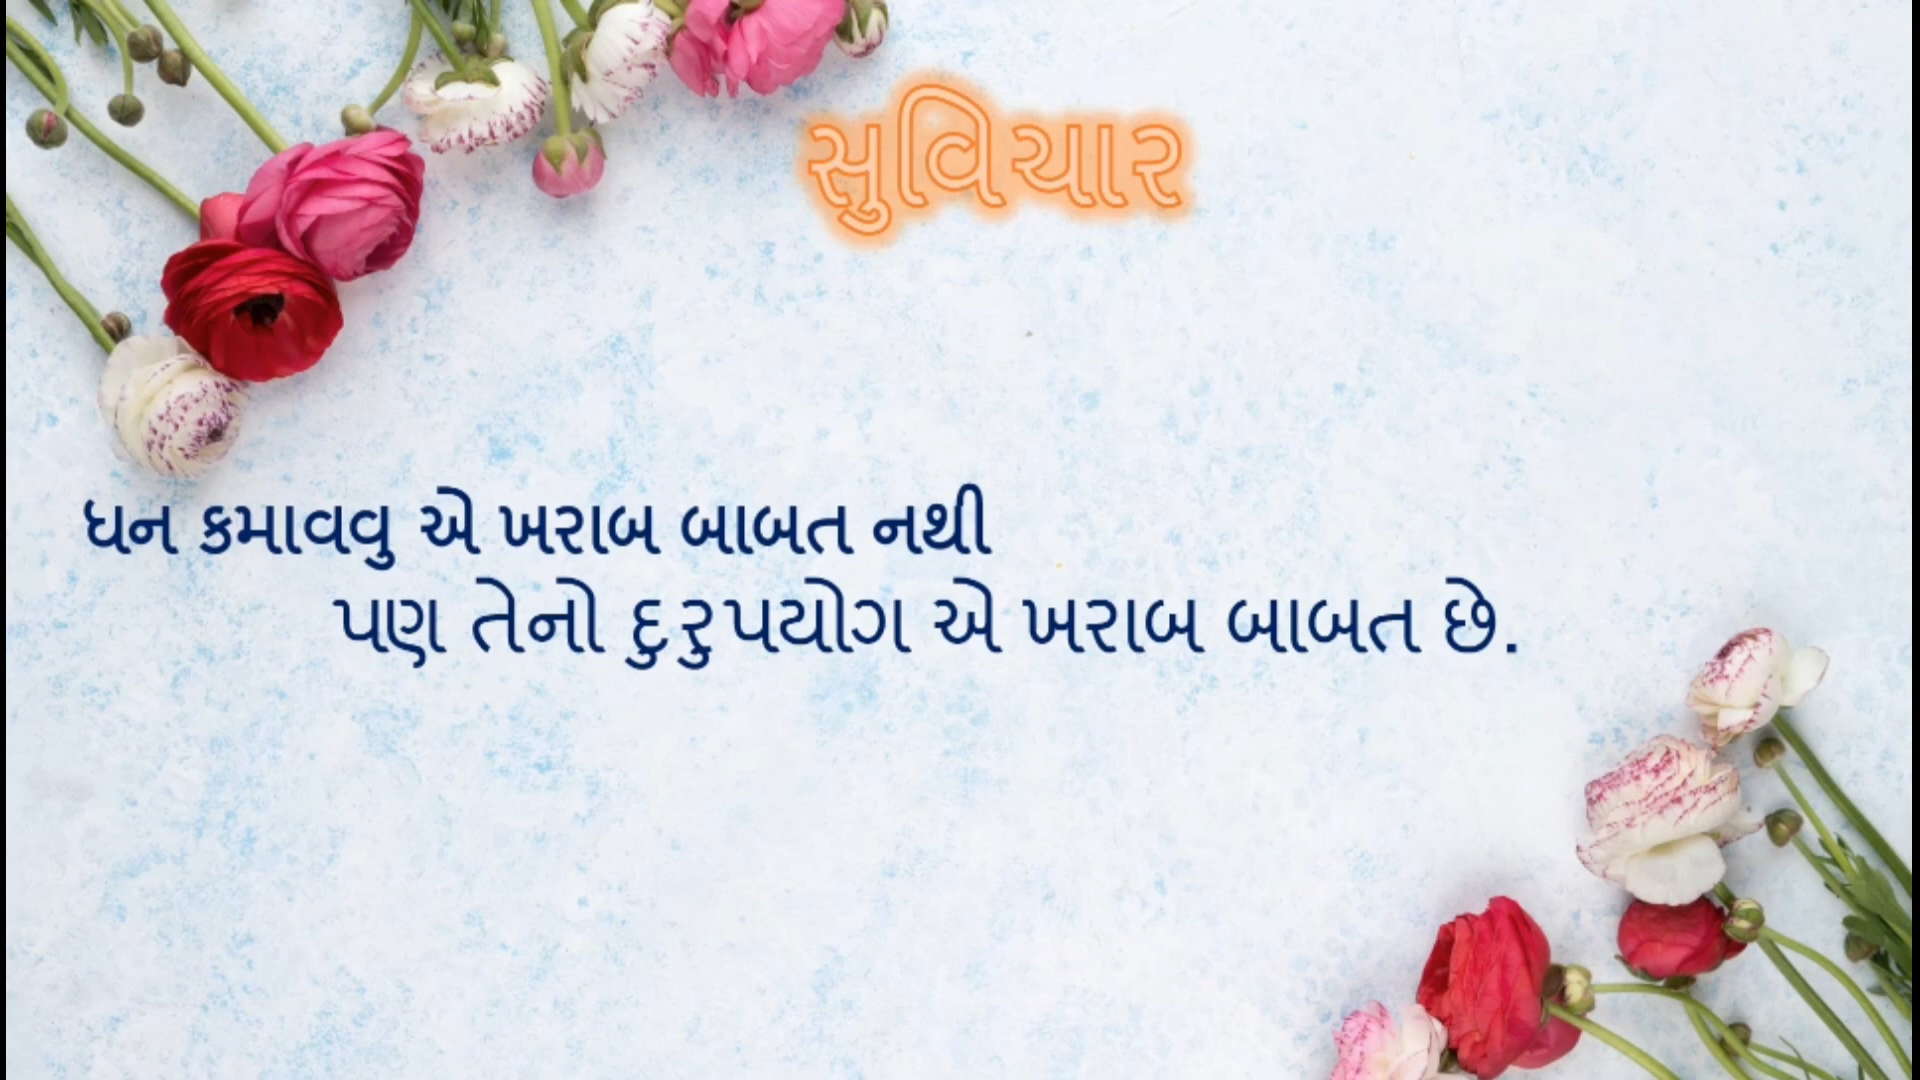 સુવિચાર
ધન કમાવવુ એ ખરાબ બાબત નથી
પણ તેનો દુરુપયોગ એ ખરાબ બાબત છે.